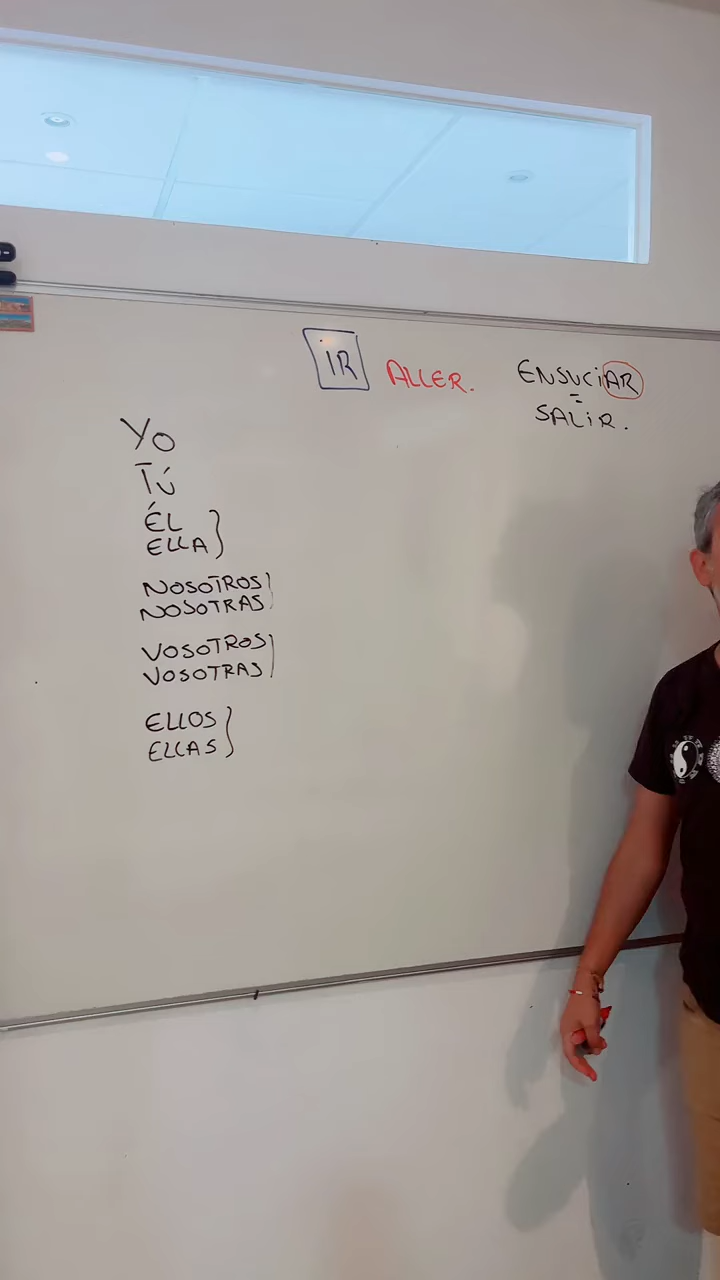 IR ALLER. ENSUCIAR
=
SALIR.
YO
TÚ
ÉL
ELLA
NOSOTROS
NOSOTRAS
VOSOTROS
VOSOTRAS
ELLOS
ELLAS